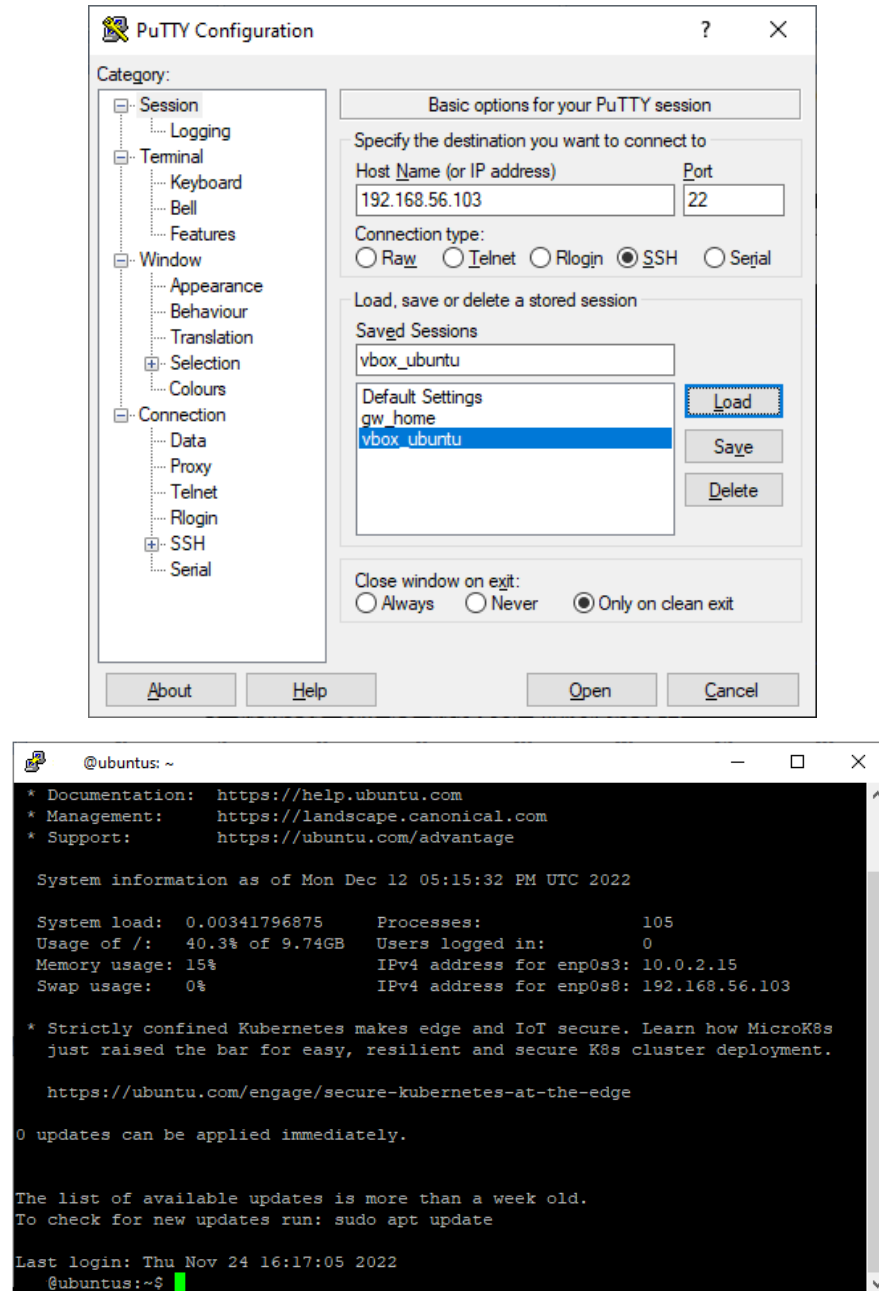 PuTTY Configuration ? ×
Category:
Session
Logging
Terminal
Keyboard
Bell
Features
Window
Appearance
Behaviour
Translation
Selection
Colours
Connection
Data
Proxy
Telnet
Rlogin
SSH
Serial
Basic options for your PuTTY session
Specify the destination you want to connect to
Host Name (or IP address) Port
192.168.56.103 22
Connection type:
Raw Telnet Rlogin SSH Serial
Load, save or delete a stored session
Saved Sessions
vbox_ubuntu
Default Settings
gw_home
vbox_ubuntu
Load
Save
Delete
Close window on exit:
Always Never Only on clean exit
About Help Open Cancel
@ubuntus: ~
* Documentation: https://help.ubuntu.com
* Management: https://landscape.canonical.com
* Support: https://ubuntu.com/advantage
System information as of Mon Dec 12 05:15:32 PM UTC 2022
System load: 0.00341796875 Processes: 105
Usage of /: 40.3% of 9.74GB Users logged in: 0
Memory usage: 15% IPv4 address for enp0s3: 10.0.2.15
Swap usage: 0% IPv4 address for enp0s8: 192.168.56.103
* Strictly confined Kubernetes makes edge and IoT secure. Learn how MicroK8s
just raised the bar for easy, resilient and secure K8s cluster deployment.
https://ubuntu.com/engage/secure-kubernetes-at-the-edge
0 updates can be applied immediately.
The list of available updates is more than a week old.
To check for new updates run: sudo apt update
Last login: Thu Nov 24 16:17:05 2022
@ubuntus:~$